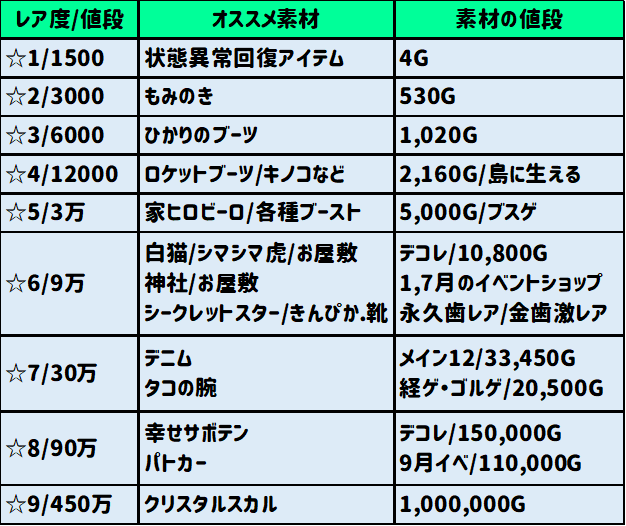 レア度/値段 オススメ素材 素材の値段
☆1/1500 状態異常回復アイテム 4G
☆2/3000 もみのき 530G
☆3/6000 ひかりのブーツ 1,020G
☆4/12000 ロケットブーツ/キノコなど 2,160G/島に生える
☆5/3万 家ヒロビーロ/各種ブースト 5,000G/ブスゲ
☆6/9万 白猫/シマシマ虎/お屋敷 デコレ/10,800G
神社/お屋敷 1,7月のイベントショップ
シークレットスター/きんぴか.靴 永久歯レア/金歯激レア
☆7/30万 デニム メイン12/33,450G
タコの腕 経ゲ・ゴルゲ/20,500G
☆8/90万 幸せサボテン デコレ/150,000G
パトカー 9月イベ/110,000G
☆9/450万 クリスタルスカル 1,000,000G